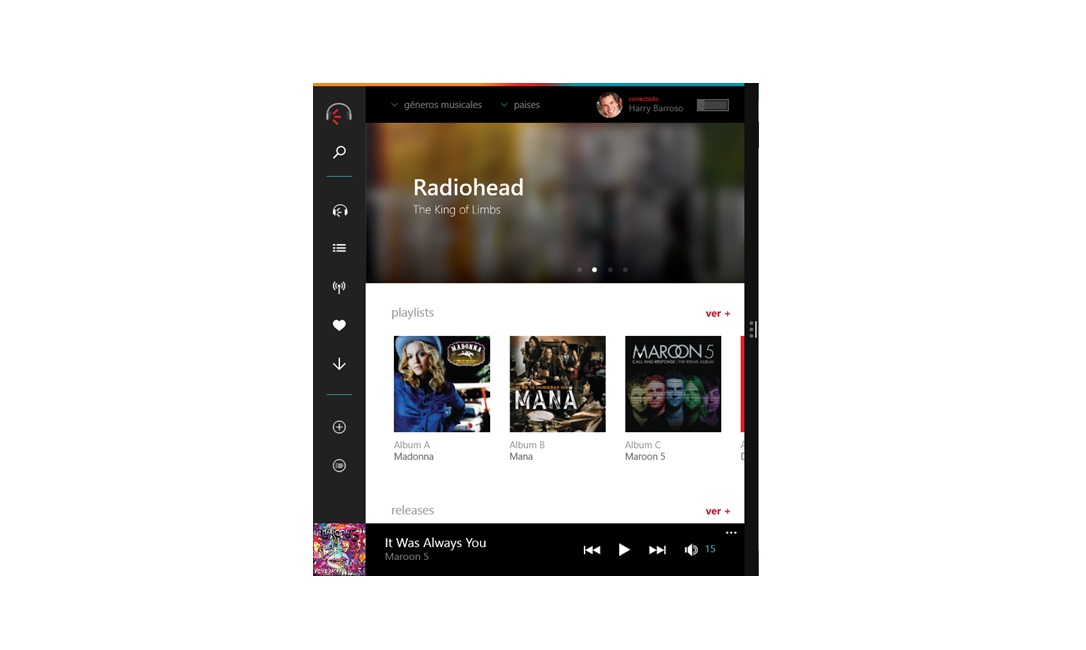 géneros musicales
paises
conectado
Harry Barroso
Radiohead
The King of Limbs
playlists
ver +
MADONNA
MANÁ
MAROON 5
CALL AND RESPONSE: THE REMIX ALBUM
Album A
Madonna
Album B
Mana
Album C
Maroon 5
releases
ver +
It Was Always You
Maroon 5
15